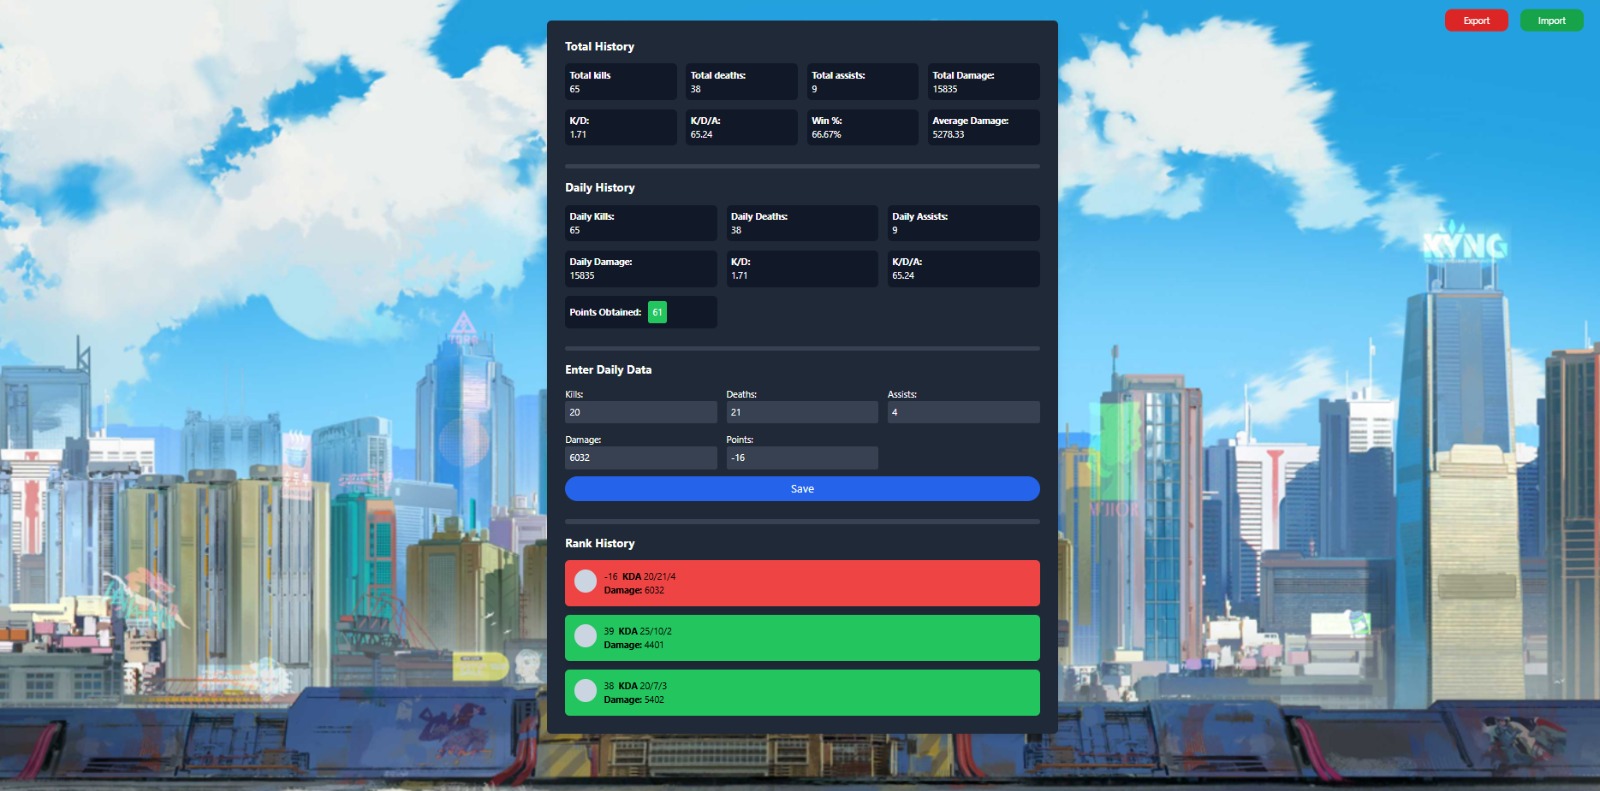 Export
Import
Total History
Total kills
65
Total deaths:
38
Total assists:
9
Total Damage:
15835
K/D:
1.71
K/D/A:
65.24
Win %:
66.67%
Average Damage:
5278.33
Daily History
Daily Kills:
65
Daily Deaths:
38
Daily Assists:
9
Daily Damage:
15835
K/D:
1.71
K/D/A:
65.24
Points Obtained: 61
Enter Daily Data
Kills:
20
Deaths:
21
Assists:
4
Damage:
6032
Points:
-16
Save
Rank History
-16 KDA 20/21/4
Damage: 6032
39 KDA 25/10/2
Damage: 4401
38 KDA 20/7/3
Damage: 5402
KYNG